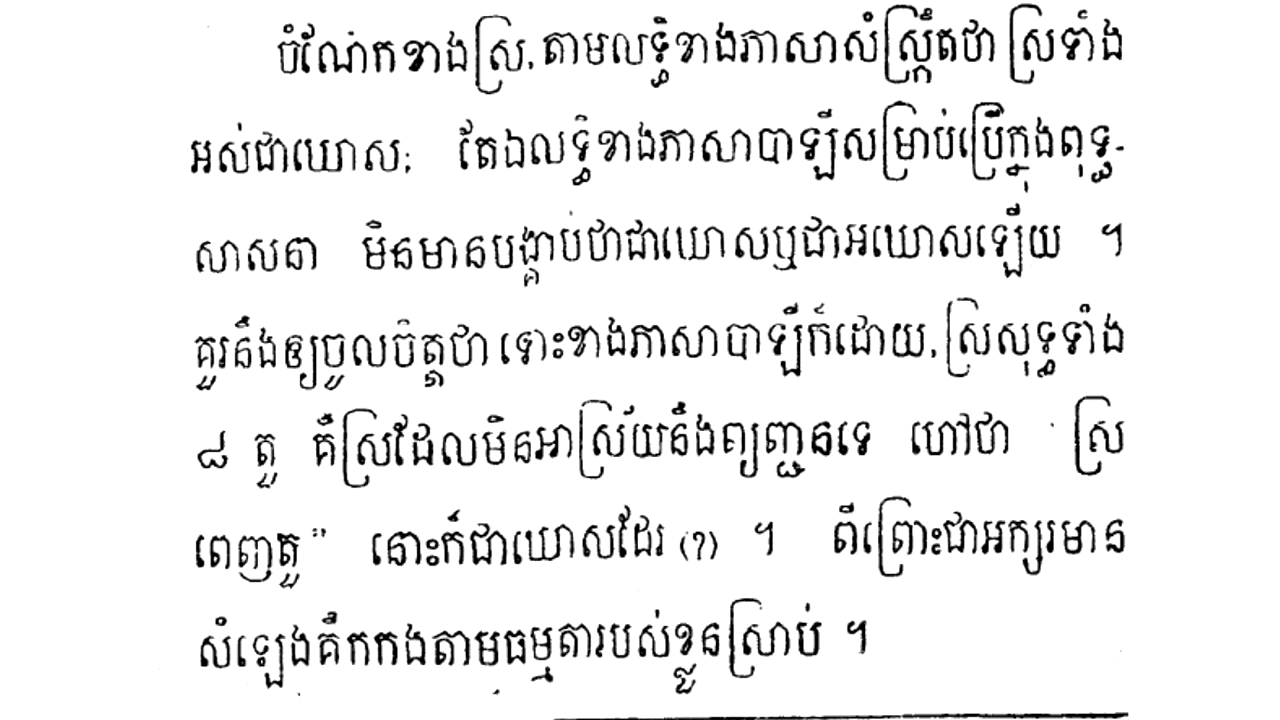 ចំណែកខាងស្រៈ, តាមលទ្ធិខាងភាសាសំស្រ្កឹតថា ស្រៈទាំង
អស់ជាឃោសៈ; តែឯលទ្ធិខាងភាសាបាឡីសម្រាប់ប្រើក្នុងពុទ្ធ-
សាសនា មិនមានបង្គាប់ថាជាឃោសឬជាអឃោសឡើយ ។
គួរនឹងឲ្យចូលចិត្តថា ទោះខាងភាសាបាឡីក៏ដោយ, ស្រៈសុទ្ធទាំង
៨ តួ គឺស្រៈដែលមិនអាស្រ័យនឹងព្យញ្ជនទេ ហៅថា " ស្រៈ
ពេញតួ " នោះក៏ជាឃោសដែរ (?) ។ ពីព្រោះជាអក្សរមាន
សំឡេងគឹកកងតាមធម្មតារបស់ខ្លួនស្រាប់ ។